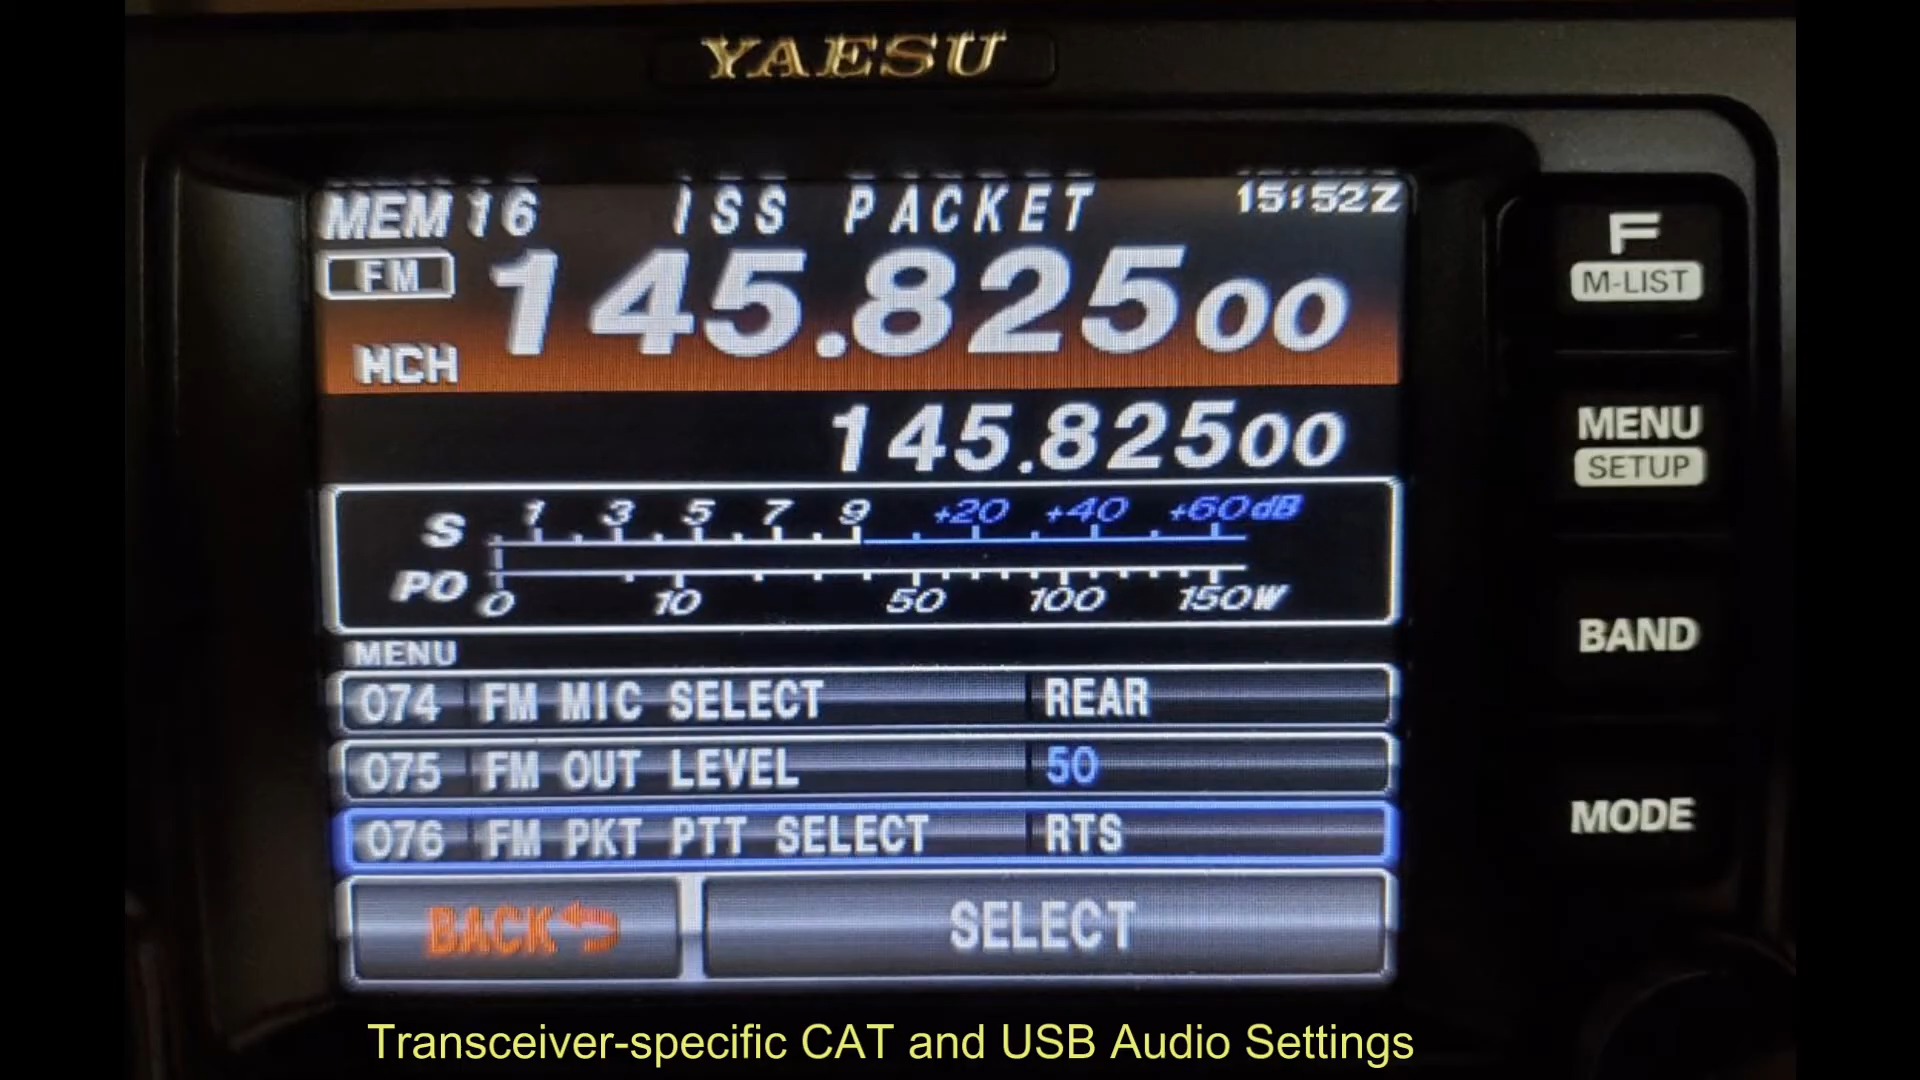 YAESU
MEM 16 ISS PACKET 15:52Z
FM 145.82500
MCH
145.82500
S 1 3 5 7 9 +20 +40 +60dB
PO 0 10 50 100 150W
MENU
074 FM MIC SELECT REAR
075 FM OUT LEVEL 50
076 FM PKT PTT SELECT RTS
BACK SELECT
F
M-LIST
MENU
SETUP
BAND
MODE
Transceiver-specific CAT and USB Audio Settings